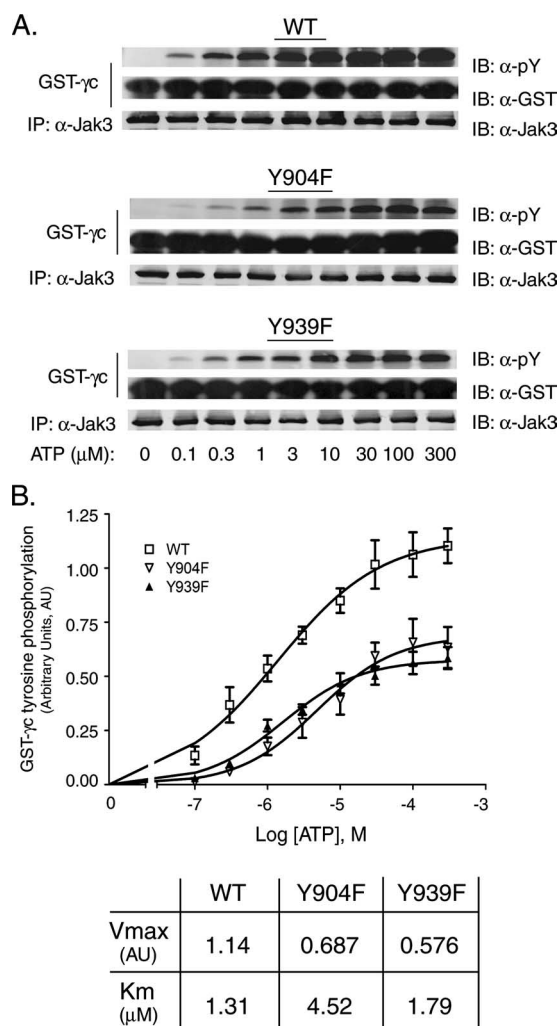 A.
WT
GST-γc
IB: α-pY
IB: α-GST
IP: α-Jak3
IB: α-Jak3
Y904F
GST-γc
IB: α-pY
IB: α-GST
IP: α-Jak3
IB: α-Jak3
Y939F
GST-γc
IB: α-pY
IB: α-GST
IP: α-Jak3
IB: α-Jak3
ATP (μM): 0 0.1 0.3 1 3 10 30 100 300
B.
GST-γc tyrosine phosphorylation
(Arbitrary Units, AU)
1.25
1.00
0.75
0.50
0.25
0.00
WT
Y904F
Y939F
0 -7 -6 -5 -4 -3
Log [ATP], M
WT Y904F Y939F
Vmax (AU) 1.14 0.687 0.576
Km (μM) 1.31 4.52 1.79